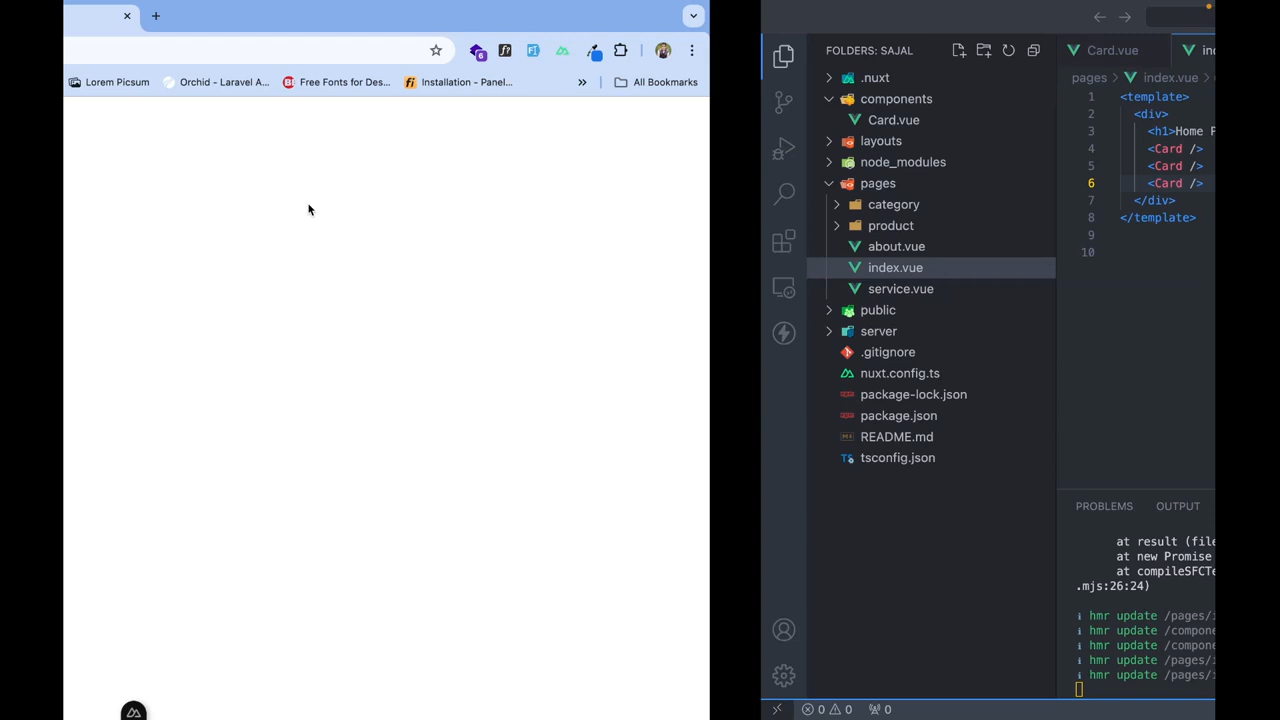 6
Lorem Picsum
Orchid - Laravel A...
Free Fonts for Des...
Installation - Panel...
»
All Bookmarks
FOLDERS: SAJAL
.nuxt
components
Card.vue
layouts
node_modules
pages
category
product
about.vue
index.vue
service.vue
public
server
.gitignore
nuxt.config.ts
package-lock.json
package.json
README.md
tsconfig.json
Card.vue
in
pages > index.vue >
1 <template>
2 <div>
3 <h1>Home P
4 <Card />
5 <Card />
6 <Card />
7 </div>
8 </template>
9
10
PROBLEMS OUTPUT
at result (file
at new Promise
at compileSFCTe
.mjs:26:24)
i hmr update /pages/i
i hmr update /compone
i hmr update /compone
i hmr update /pages/i
i hmr update /pages/i
0 0 0